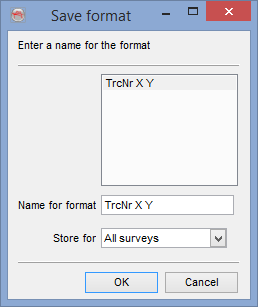 Save format
Enter a name for the format
TrcNr X Y
Name for format TrcNr X Y
Store for All surveys
OK Cancel